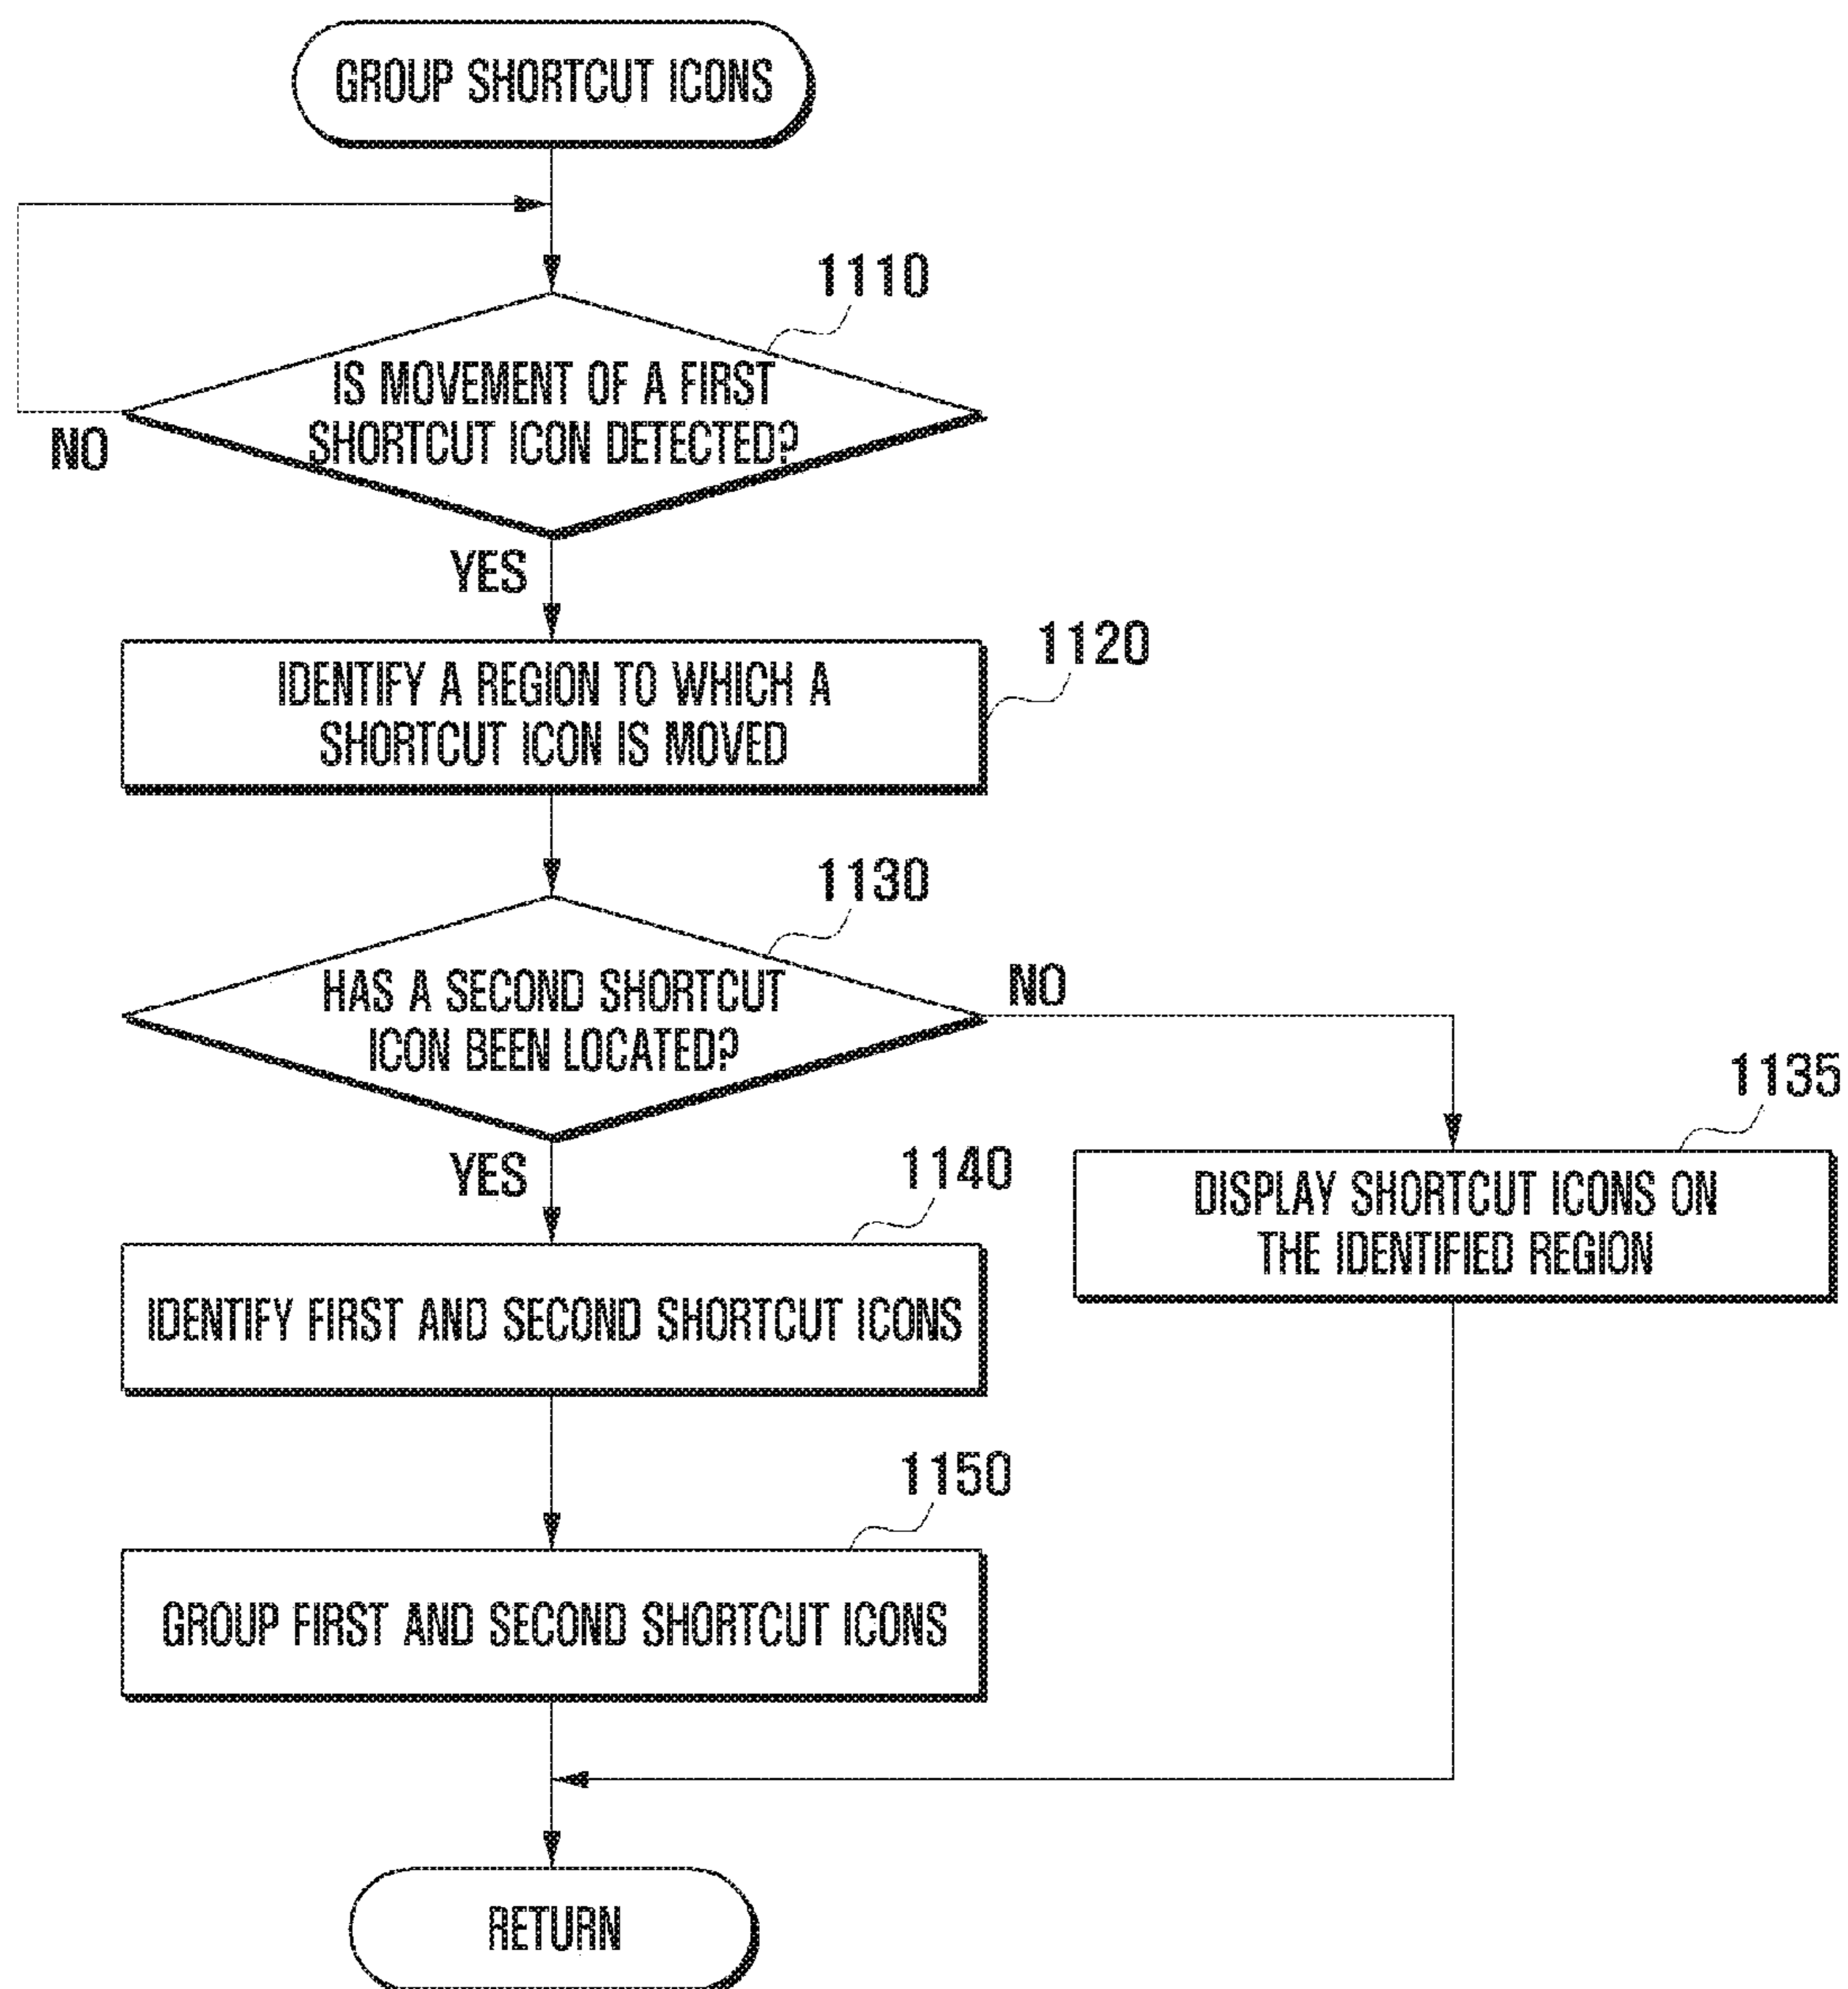 GROUP SHORTCUT ICONS
1110
IS MOVEMENT OF A FIRST
SHORTCUT ICON DETECTED?
NO
YES
1120
IDENTIFY A REGION TO WHICH A
SHORTCUT ICON IS MOVED
1130
HAS A SECOND SHORTCUT
ICON BEEN LOCATED?
NO
YES
1135
DISPLAY SHORTCUT ICONS ON
THE IDENTIFIED REGION
1140
IDENTIFY FIRST AND SECOND SHORTCUT ICONS
1150
GROUP FIRST AND SECOND SHORTCUT ICONS
RETURN